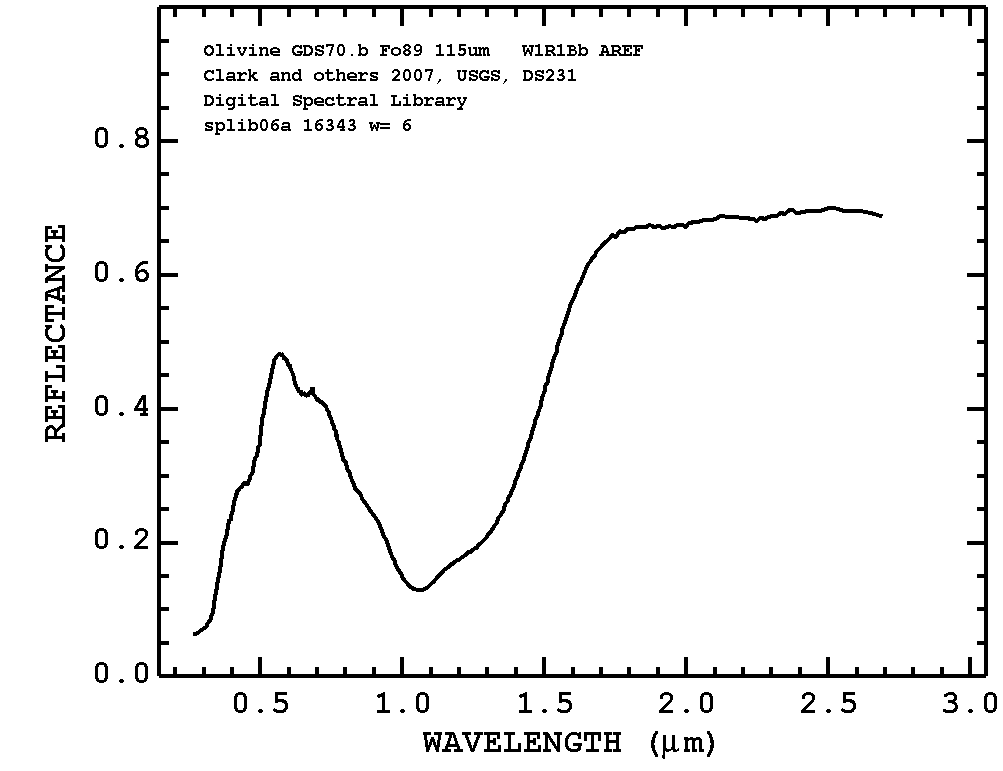 Olivine GDS70.b Fo89 115um W1R1Bb AREF
Clark and others 2007, USGS, DS231
Digital Spectral Library
splib06a 16343 w= 6
REFLECTANCE
0.8
0.6
0.4
0.2
0.0
0.5 1.0 1.5 2.0 2.5 3.0
WAVELENGTH (μm)